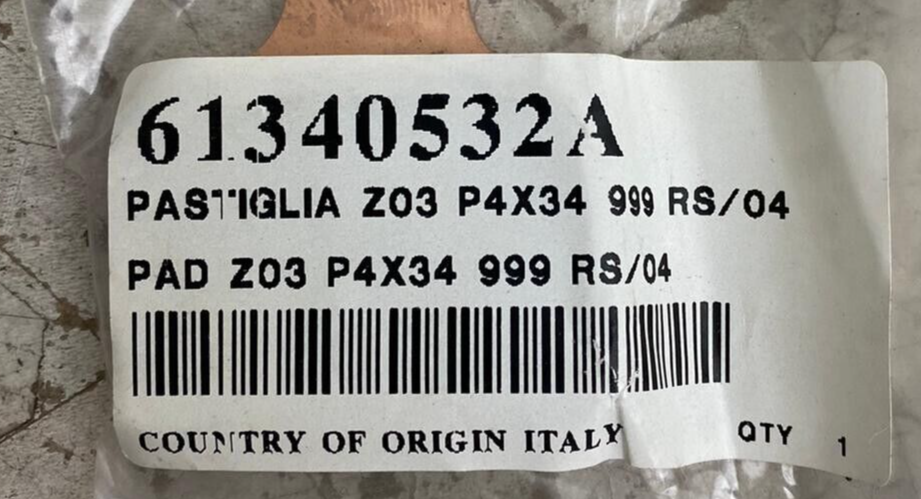 61340532A
PASTIGLIA Z03 P4X34 999 RS/04
PAD Z03 P4X34 999 RS/04
COUNTRY OF ORIGIN ITALY QTY 1